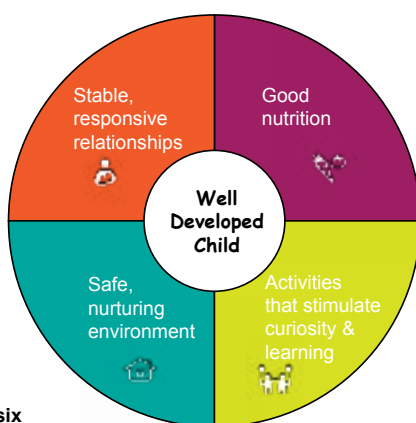 Stable,
responsive
relationships
Good
nutrition
Well
Developed
Child
Safe,
nurturing
environment
Activities
that stimulate
curiosity &
learning
six